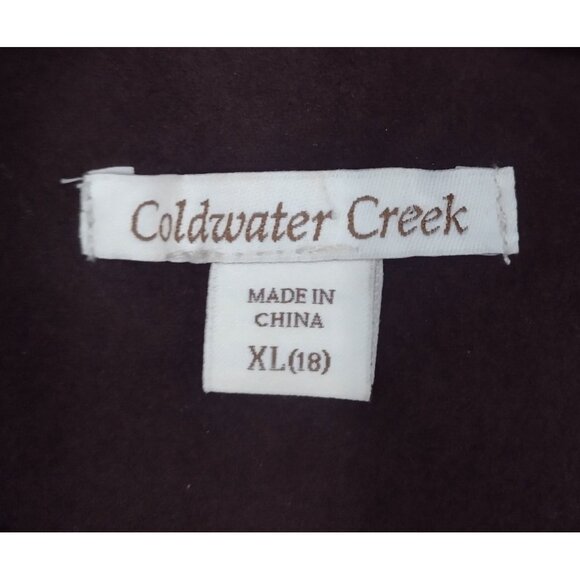 Coldwater Creek
MADE IN
CHINA
XL(18)